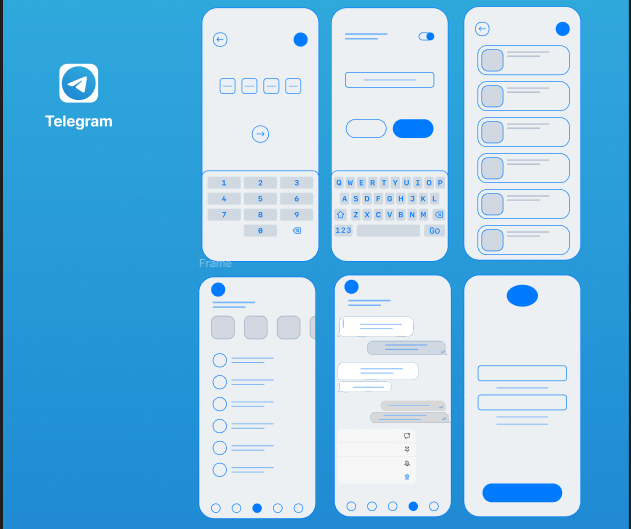 Telegram
1 2 3
4 5 6
7 8 9
0
Q W E R T Y U I O P
A S D F G H J K L
Z X C V B N M
123 Go
Frame